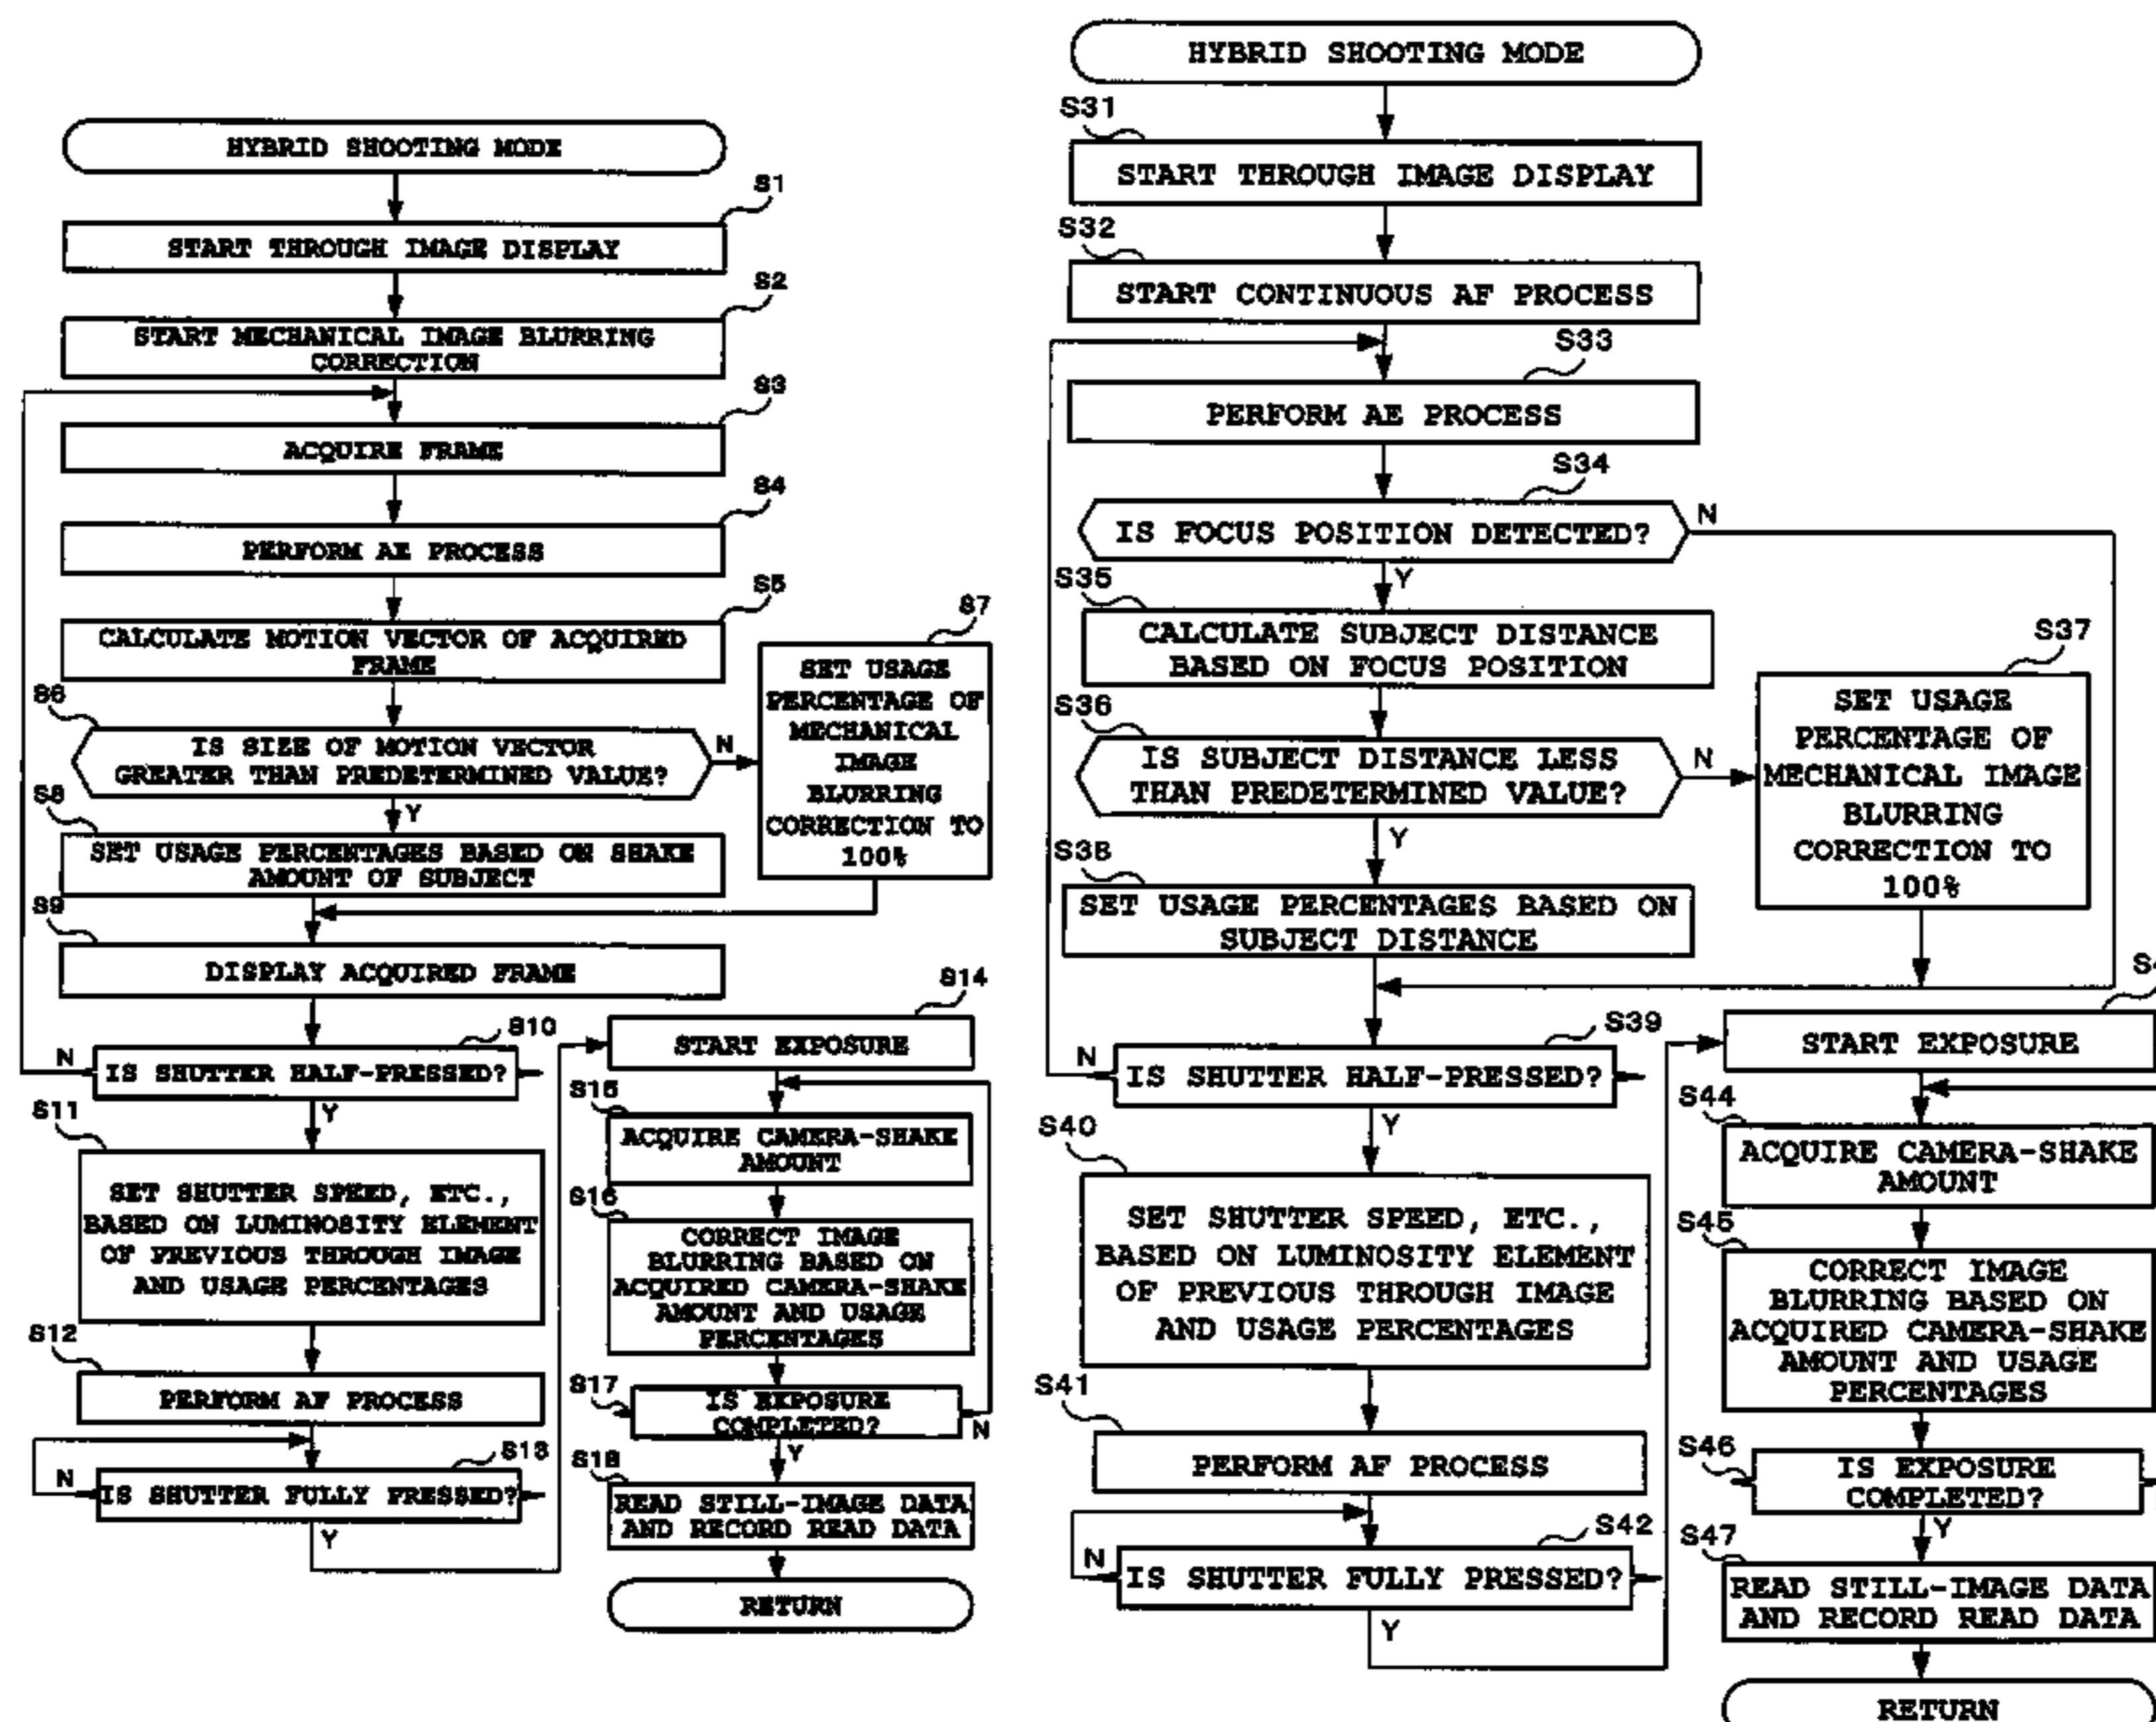 HYBRID SHOOTING MODE
S1
START THROUGH IMAGE DISPLAY
S2
START MECHANICAL IMAGE BLURRING
CORRECTION
S3
ACQUIRE FRAME
S4
PERFORM AE PROCESS
S5
CALCULATE MOTION VECTOR OF ACQUIRED
FRAME
S6
IS SIZE OF MOTION VECTOR
GREATER THAN PREDETERMINED VALUE?
N
Y
S7
SET USAGE
PERCENTAGE OF
MECHANICAL
IMAGE
BLURRING
CORRECTION TO
100%
S8
SET USAGE PERCENTAGES BASED ON SHAKE
AMOUNT OF SUBJECT
S9
DISPLAY ACQUIRED FRAME
S10
N
IS SHUTTER HALF-PRESSED?
Y
S11
SET SHUTTER SPEED, ETC.,
BASED ON LUMINOSITY ELEMENT
OF PREVIOUS THROUGH IMAGE
AND USAGE PERCENTAGES
S12
PERFORM AF PROCESS
S13
N
IS SHUTTER FULLY PRESSED?
Y
S14
START EXPOSURE
S15
ACQUIRE CAMERA-SHAKE
AMOUNT
S16
CORRECT IMAGE
BLURRING BASED ON
ACQUIRED CAMERA-SHAKE
AMOUNT AND USAGE
PERCENTAGES
S17
IS EXPOSURE
COMPLETED?
N
Y
S18
READ STILL-IMAGE DATA
AND RECORD READ DATA
RETURN
HYBRID SHOOTING MODE
S31
START THROUGH IMAGE DISPLAY
S32
START CONTINUOUS AF PROCESS
S33
PERFORM AE PROCESS
S34
IS FOCUS POSITION DETECTED?
N
Y
S35
CALCULATE SUBJECT DISTANCE
BASED ON FOCUS POSITION
S36
IS SUBJECT DISTANCE LESS
THAN PREDETERMINED VALUE?
N
Y
S37
SET USAGE
PERCENTAGE OF
MECHANICAL IMAGE
BLURRING
CORRECTION TO
100%
S38
SET USAGE PERCENTAGES BASED ON
SUBJECT DISTANCE
S39
N
IS SHUTTER HALF-PRESSED?
Y
S40
SET SHUTTER SPEED, ETC.,
BASED ON LUMINOSITY ELEMENT
OF PREVIOUS THROUGH IMAGE
AND USAGE PERCENTAGES
S41
PERFORM AF PROCESS
S42
N
IS SHUTTER FULLY PRESSED?
Y
START EXPOSURE
S44
ACQUIRE CAMERA-SHAKE
AMOUNT
S45
CORRECT IMAGE
BLURRING BASED ON
ACQUIRED CAMERA-SHAKE
AMOUNT AND USAGE
PERCENTAGES
S46
IS EXPOSURE
COMPLETED?
Y
S47
READ STILL-IMAGE DATA
AND RECORD READ DATA
RETURN